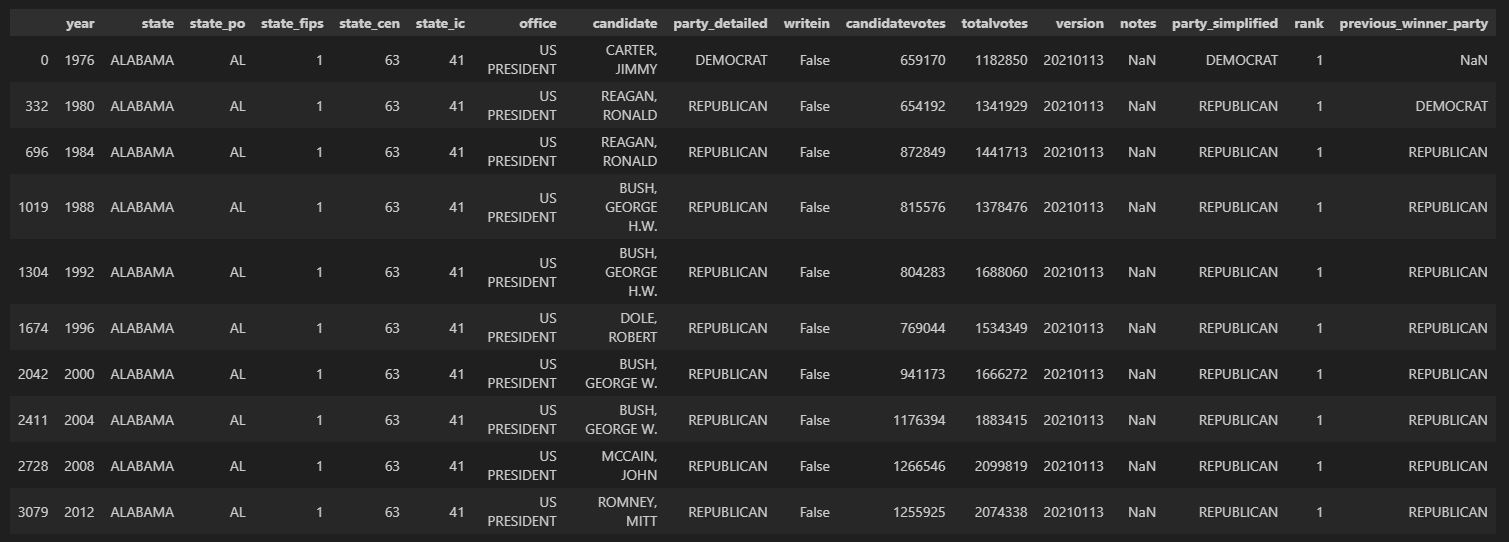 year state state_po state_fips state_cen state_ic office candidate party_detailed writein candidatevotes totalvotes version notes party_simplified rank previous_winner_party
0 1976 ALABAMA AL 1 63 41 US PRESIDENT CARTER, JIMMY DEMOCRAT False 659170 1182850 20210113 NaN DEMOCRAT 1 NaN
332 1980 ALABAMA AL 1 63 41 US PRESIDENT REAGAN, RONALD REPUBLICAN False 654192 1341929 20210113 NaN REPUBLICAN 1 DEMOCRAT
696 1984 ALABAMA AL 1 63 41 US PRESIDENT REAGAN, RONALD REPUBLICAN False 872849 1441713 20210113 NaN REPUBLICAN 1 REPUBLICAN
1019 1988 ALABAMA AL 1 63 41 US PRESIDENT BUSH, GEORGE H.W. REPUBLICAN False 815576 1378476 20210113 NaN REPUBLICAN 1 REPUBLICAN
1304 1992 ALABAMA AL 1 63 41 US PRESIDENT BUSH, GEORGE H.W. REPUBLICAN False 804283 1688060 20210113 NaN REPUBLICAN 1 REPUBLICAN
1674 1996 ALABAMA AL 1 63 41 US PRESIDENT DOLE, ROBERT REPUBLICAN False 769044 1534349 20210113 NaN REPUBLICAN 1 REPUBLICAN
2042 2000 ALABAMA AL 1 63 41 US PRESIDENT BUSH, GEORGE W. REPUBLICAN False 941173 1666272 20210113 NaN REPUBLICAN 1 REPUBLICAN
2411 2004 ALABAMA AL 1 63 41 US PRESIDENT BUSH, GEORGE W. REPUBLICAN False 1176394 1883415 20210113 NaN REPUBLICAN 1 REPUBLICAN
2728 2008 ALABAMA AL 1 63 41 US PRESIDENT MCCAIN, JOHN REPUBLICAN False 1266546 2099819 20210113 NaN REPUBLICAN 1 REPUBLICAN
3079 2012 ALABAMA AL 1 63 41 US PRESIDENT ROMNEY, MITT REPUBLICAN False 1255925 2074338 20210113 NaN REPUBLICAN 1 REPUBLICAN